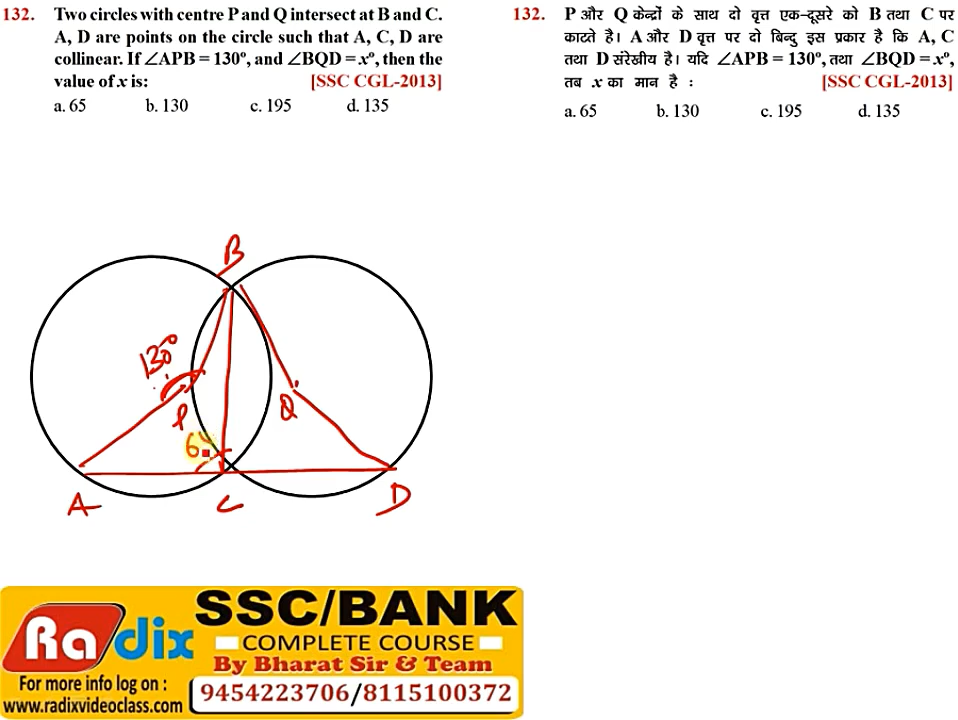 132. Two circles with centre P and Q intersect at B and C.
A, D are points on the circle such that A, C, D are
collinear. If ∠APB = 130º, and ∠BQD = xº, then the
value of x is: [SSC CGL-2013]
a. 65 b. 130 c. 195 d. 135
132. P और Q केन्द्रों के साथ दो वृत्त एक–दूसरे को B तथा C पर
काटते है। A और D वृत्त पर दो बिन्दु इस प्रकार है कि A, C
तथा D संरेखीय है। यदि ∠APB = 130º, तथा ∠BQD = xº,
तब x का मान है : [SSC CGL-2013]
a. 65 b. 130 c. 195 d. 135
B
130°
P
Q
A
C
D
Radix
For more info log on :
www.radixvideoclass.com
SSC/BANK
COMPLETE COURSE
By Bharat Sir & Team
9454223706/8115100372